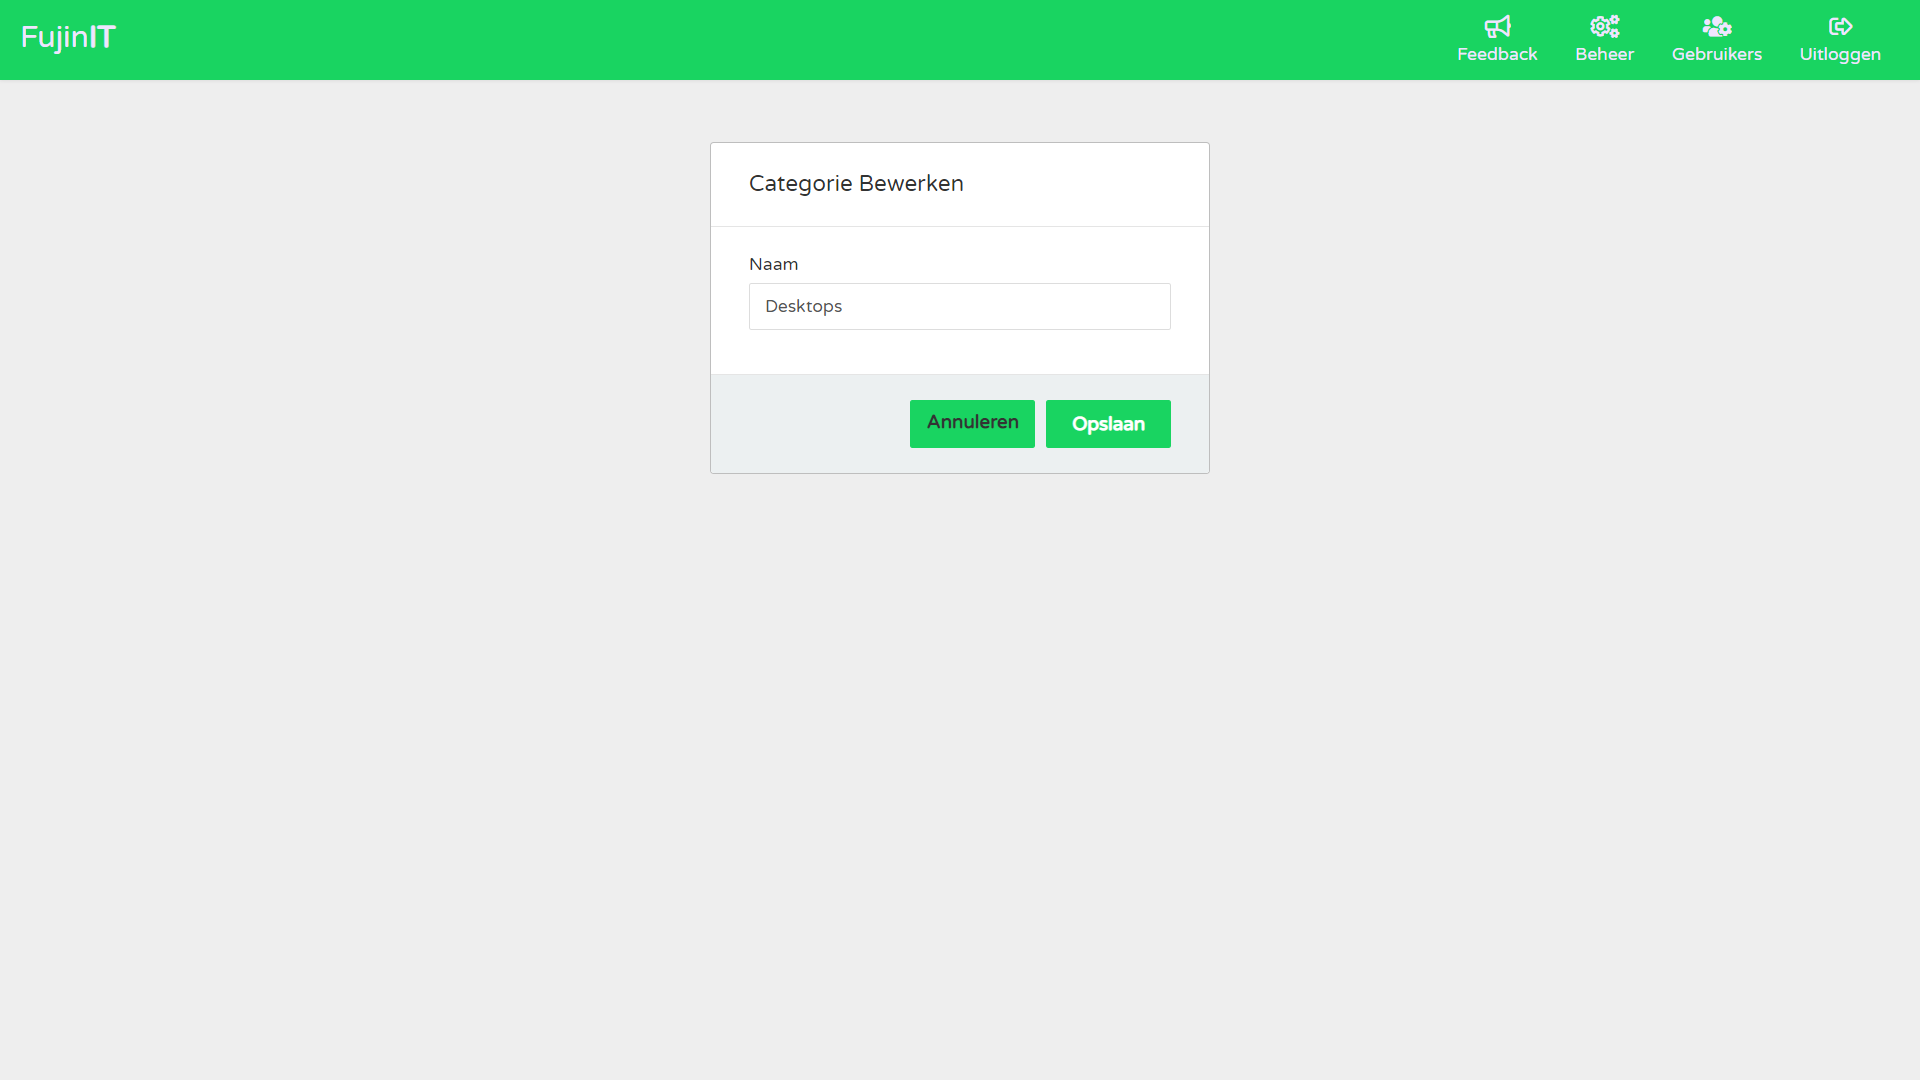 FujinIT
Feedback
Beheer
Gebruikers
Uitloggen
Categorie Bewerken
Naam
Desktops
Annuleren
Opslaan